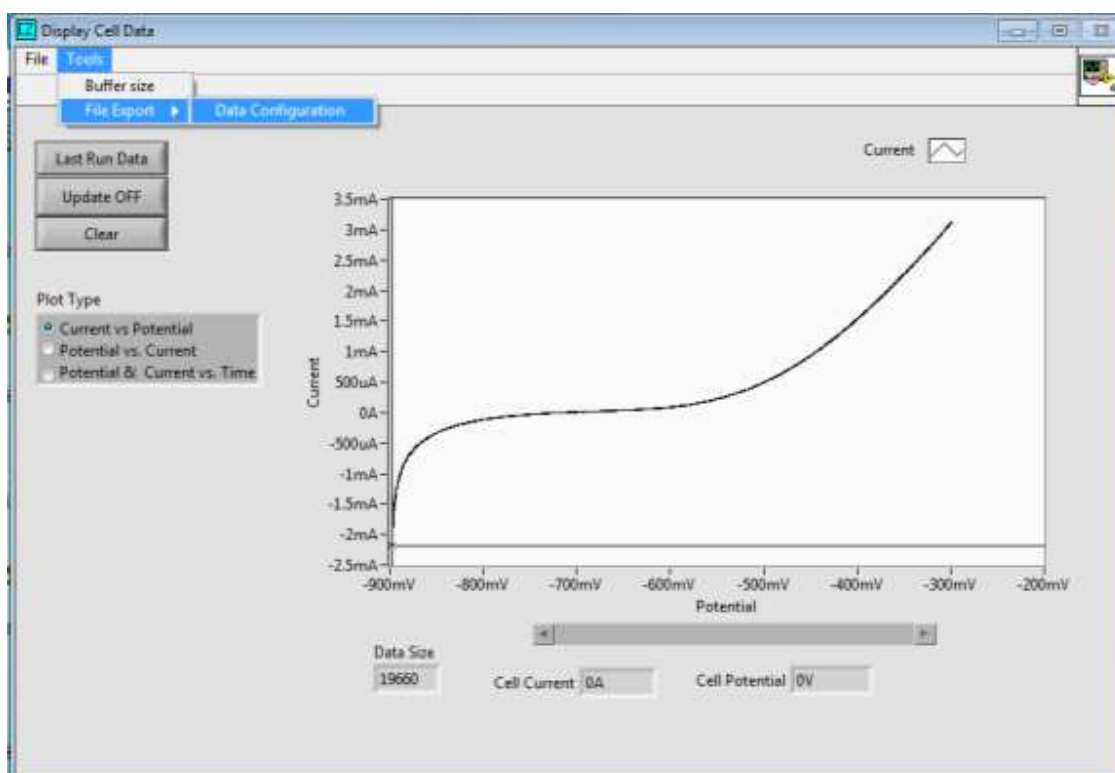 Display Cell Data
File Tools
Buffer size
File Export Data Configuration
Last Run Data
Update OFF
Clear
Current
Plot Type
Current vs Potential
Potential vs. Current
Potential & Current vs. Time
Current
3.5mA
3mA
2.5mA
2mA
1.5mA
1mA
500uA
0A
-500uA
-1mA
-1.5mA
-2mA
-2.5mA
-900mV -800mV -700mV -600mV -500mV -400mV -300mV -200mV
Potential
Data Size
19660
Cell Current 0A
Cell Potential 0V